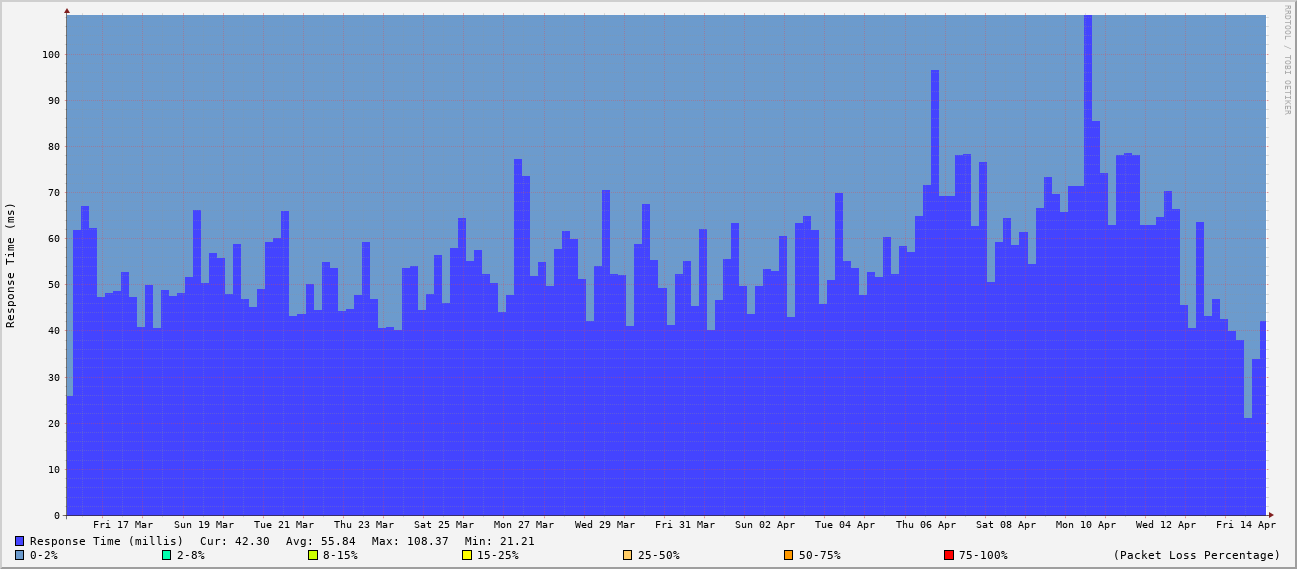 RRDTOOL / TOBI OETIKER
Response Time (ms)
100
90
80
70
60
50
40
30
20
10
0
Fri 17 Mar Sun 19 Mar Tue 21 Mar Thu 23 Mar Sat 25 Mar Mon 27 Mar Wed 29 Mar Fri 31 Mar Sun 02 Apr Tue 04 Apr Thu 06 Apr Sat 08 Apr Mon 10 Apr Wed 12 Apr Fri 14 Apr
Response Time (millis) Cur: 42.30 Avg: 55.84 Max: 108.37 Min: 21.21
0-2% 2-8% 8-15% 15-25% 25-50% 50-75% 75-100% (Packet Loss Percentage)